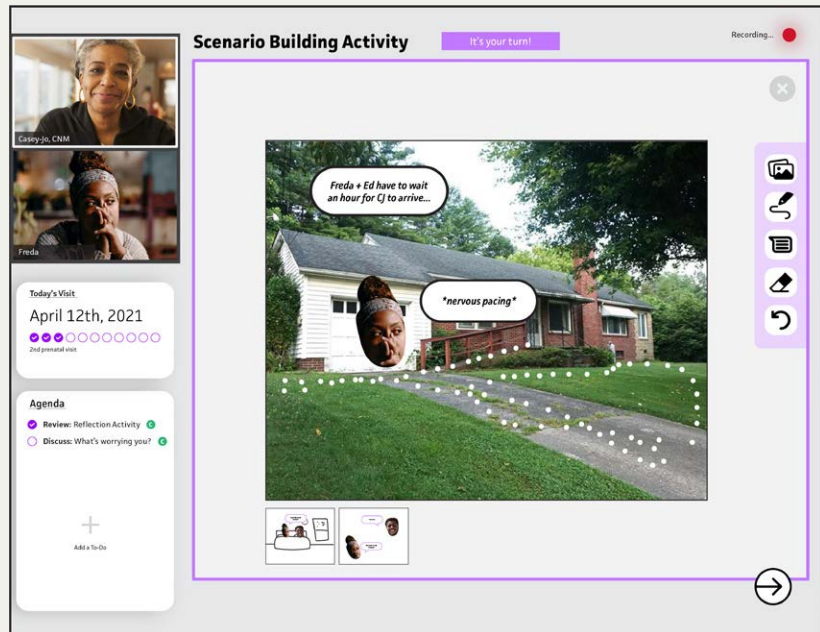 Scenario Building Activity
It's your turn!
Recording...
Casey-Jo, CNM
Freda
Today's Visit
April 12th, 2021
2nd prenatal visit
Agenda
Review: Reflection Activity C
Discuss: What's worrying you? C
Add a To-Do
Freda + Ed have to wait
an hour for CJ to arrive...
*nervous pacing*